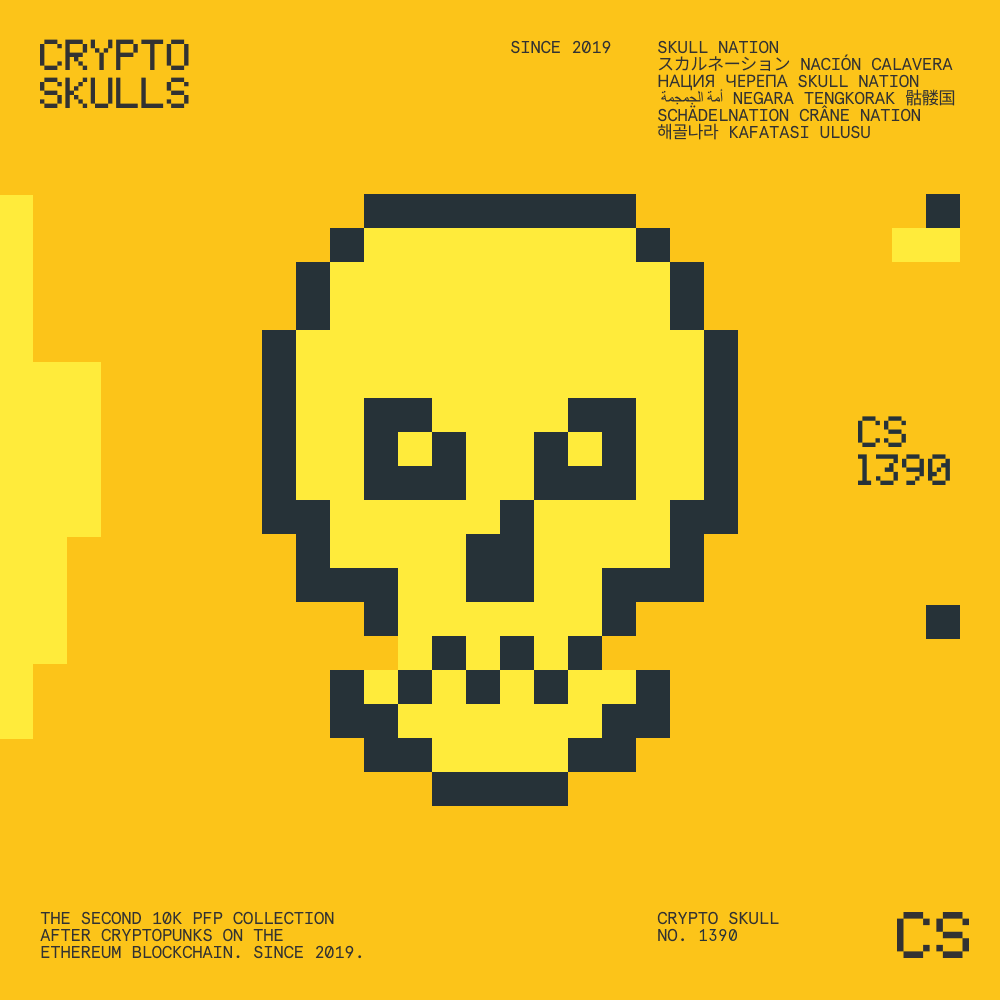 CRYPTO
SKULLS
SINCE 2019
SKULL NATION
スカルネーション NACIÓN CALAVERA
НАЦИЯ ЧЕРЕПА SKULL NATION
أمة الجمجمة NEGARA TENGKORAK 骷髅国
SCHÄDELNATION CRÂNE NATION
해골나라 KAFATASI ULUSU
CS
1390
THE SECOND 10K PFP COLLECTION
AFTER CRYPTOPUNKS ON THE
ETHEREUM BLOCKCHAIN. SINCE 2019.
CRYPTO SKULL
NO. 1390
CS